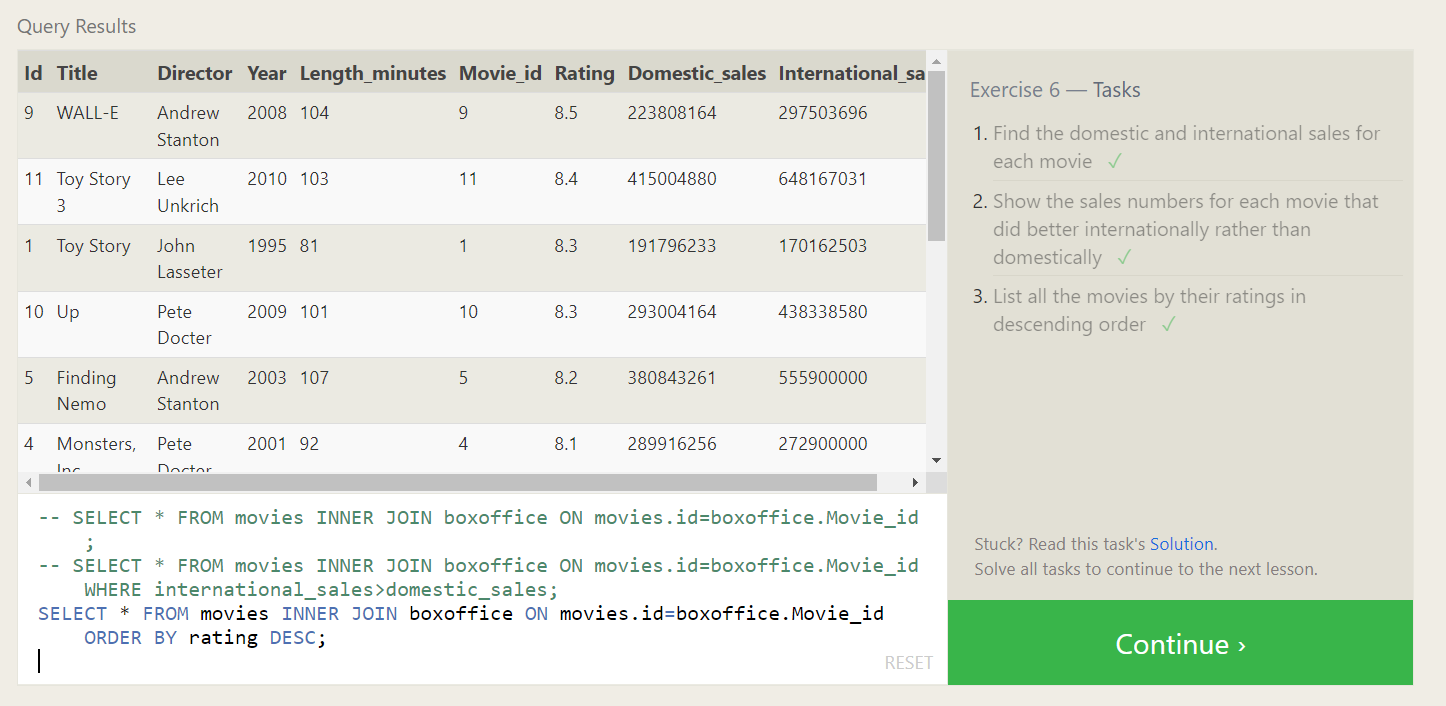 Query Results
Id Title Director Year Length_minutes Movie_id Rating Domestic_sales International_sa
9 WALL-E Andrew 2008 104 9 8.5 223808164 297503696
Stanton
11 Toy Story Lee 2010 103 11 8.4 415004880 648167031
3 Unkrich
1 Toy Story John 1995 81 1 8.3 191796233 170162503
Lasseter
10 Up Pete 2009 101 10 8.3 293004164 438338580
Docter
5 Finding Andrew 2003 107 5 8.2 380843261 555900000
Nemo Stanton
4 Monsters, Pete 2001 92 4 8.1 289916256 272900000
Inc. Docter
-- SELECT * FROM movies INNER JOIN boxoffice ON movies.id=boxoffice.Movie_id
;
-- SELECT * FROM movies INNER JOIN boxoffice ON movies.id=boxoffice.Movie_id
WHERE international_sales>domestic_sales;
SELECT * FROM movies INNER JOIN boxoffice ON movies.id=boxoffice.Movie_id
ORDER BY rating DESC;
RESET
Exercise 6 — Tasks
1. Find the domestic and international sales for
each movie ✓
2. Show the sales numbers for each movie that
did better internationally rather than
domestically ✓
3. List all the movies by their ratings in
descending order ✓
Stuck? Read this task's Solution.
Solve all tasks to continue to the next lesson.
Continue ›